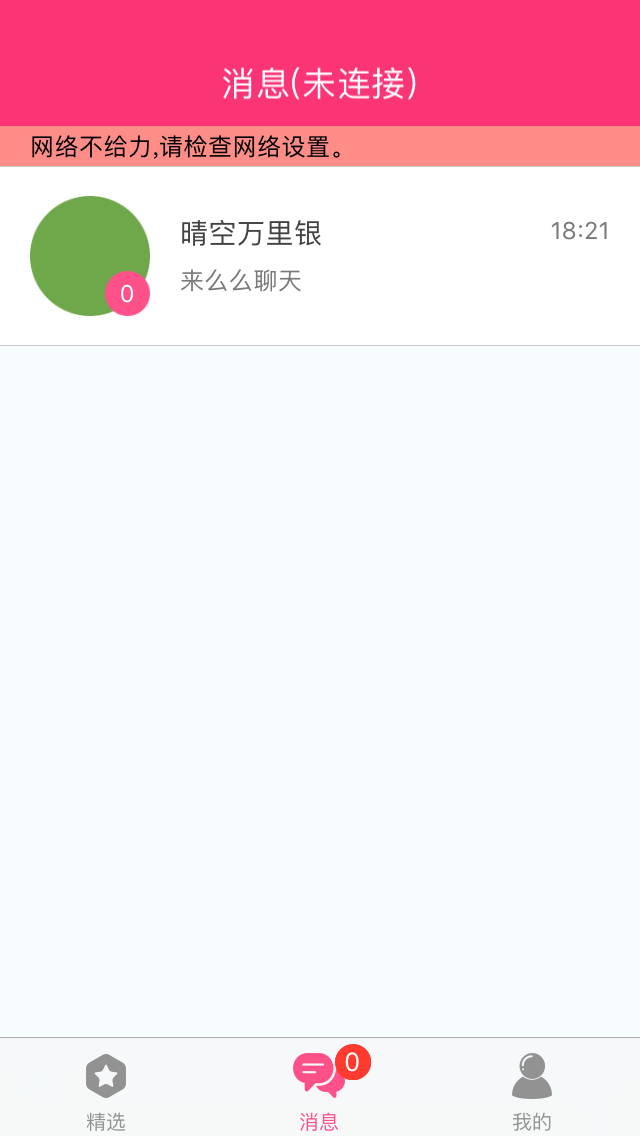 消息(未连接)
网络不给力,请检查网络设置。
晴空万里银
18:21
来么么聊天
0
0
精选
消息
我的